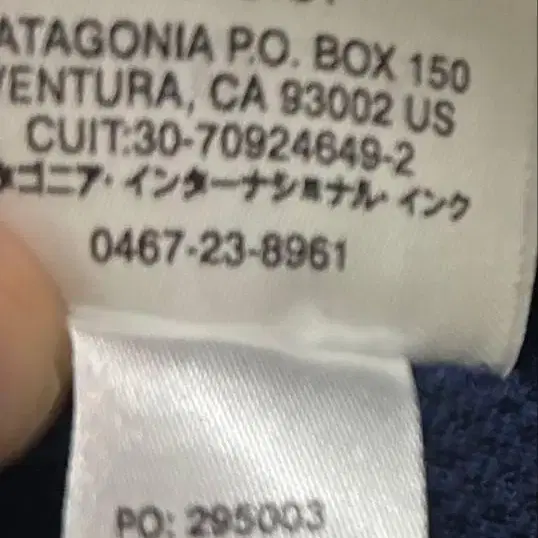 ATAGONIA P.O. BOX 150
VENTURA, CA 93002 US
CUIT:30-70924649-2
タゴニア・インターナショナル・インク
0467-23-8961
PO: 295003